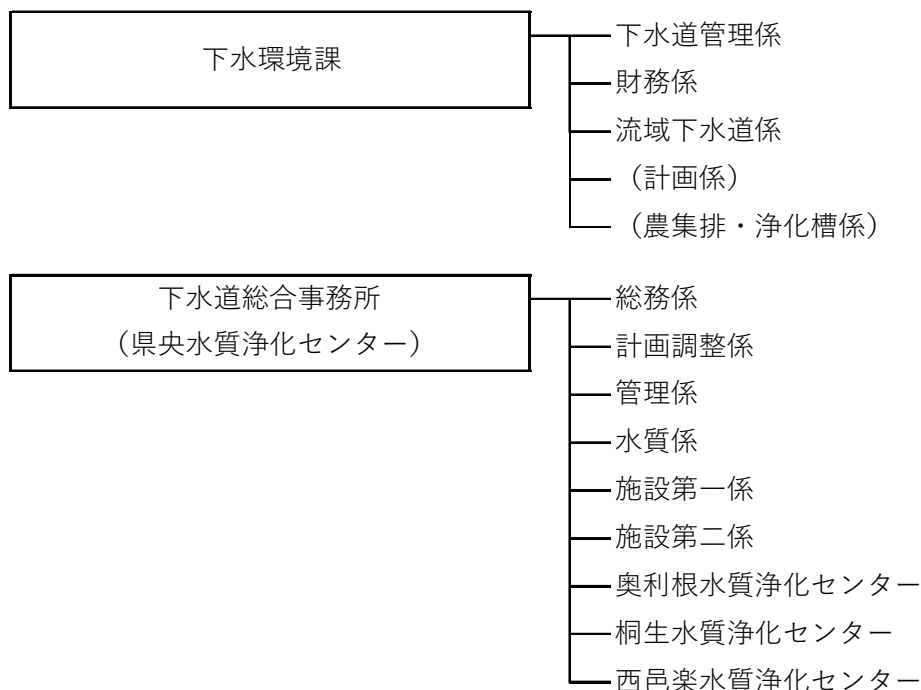 下水環境課
下水道管理係
財務係
流域下水道係
（計画係）
（農集排・浄化槽係）
下水道総合事務所
（県央水質浄化センター）
総務係
計画調整係
管理係
水質係
施設第一係
施設第二係
奥利根水質浄化センター
桐生水質浄化センター
西邑楽水質浄化センター